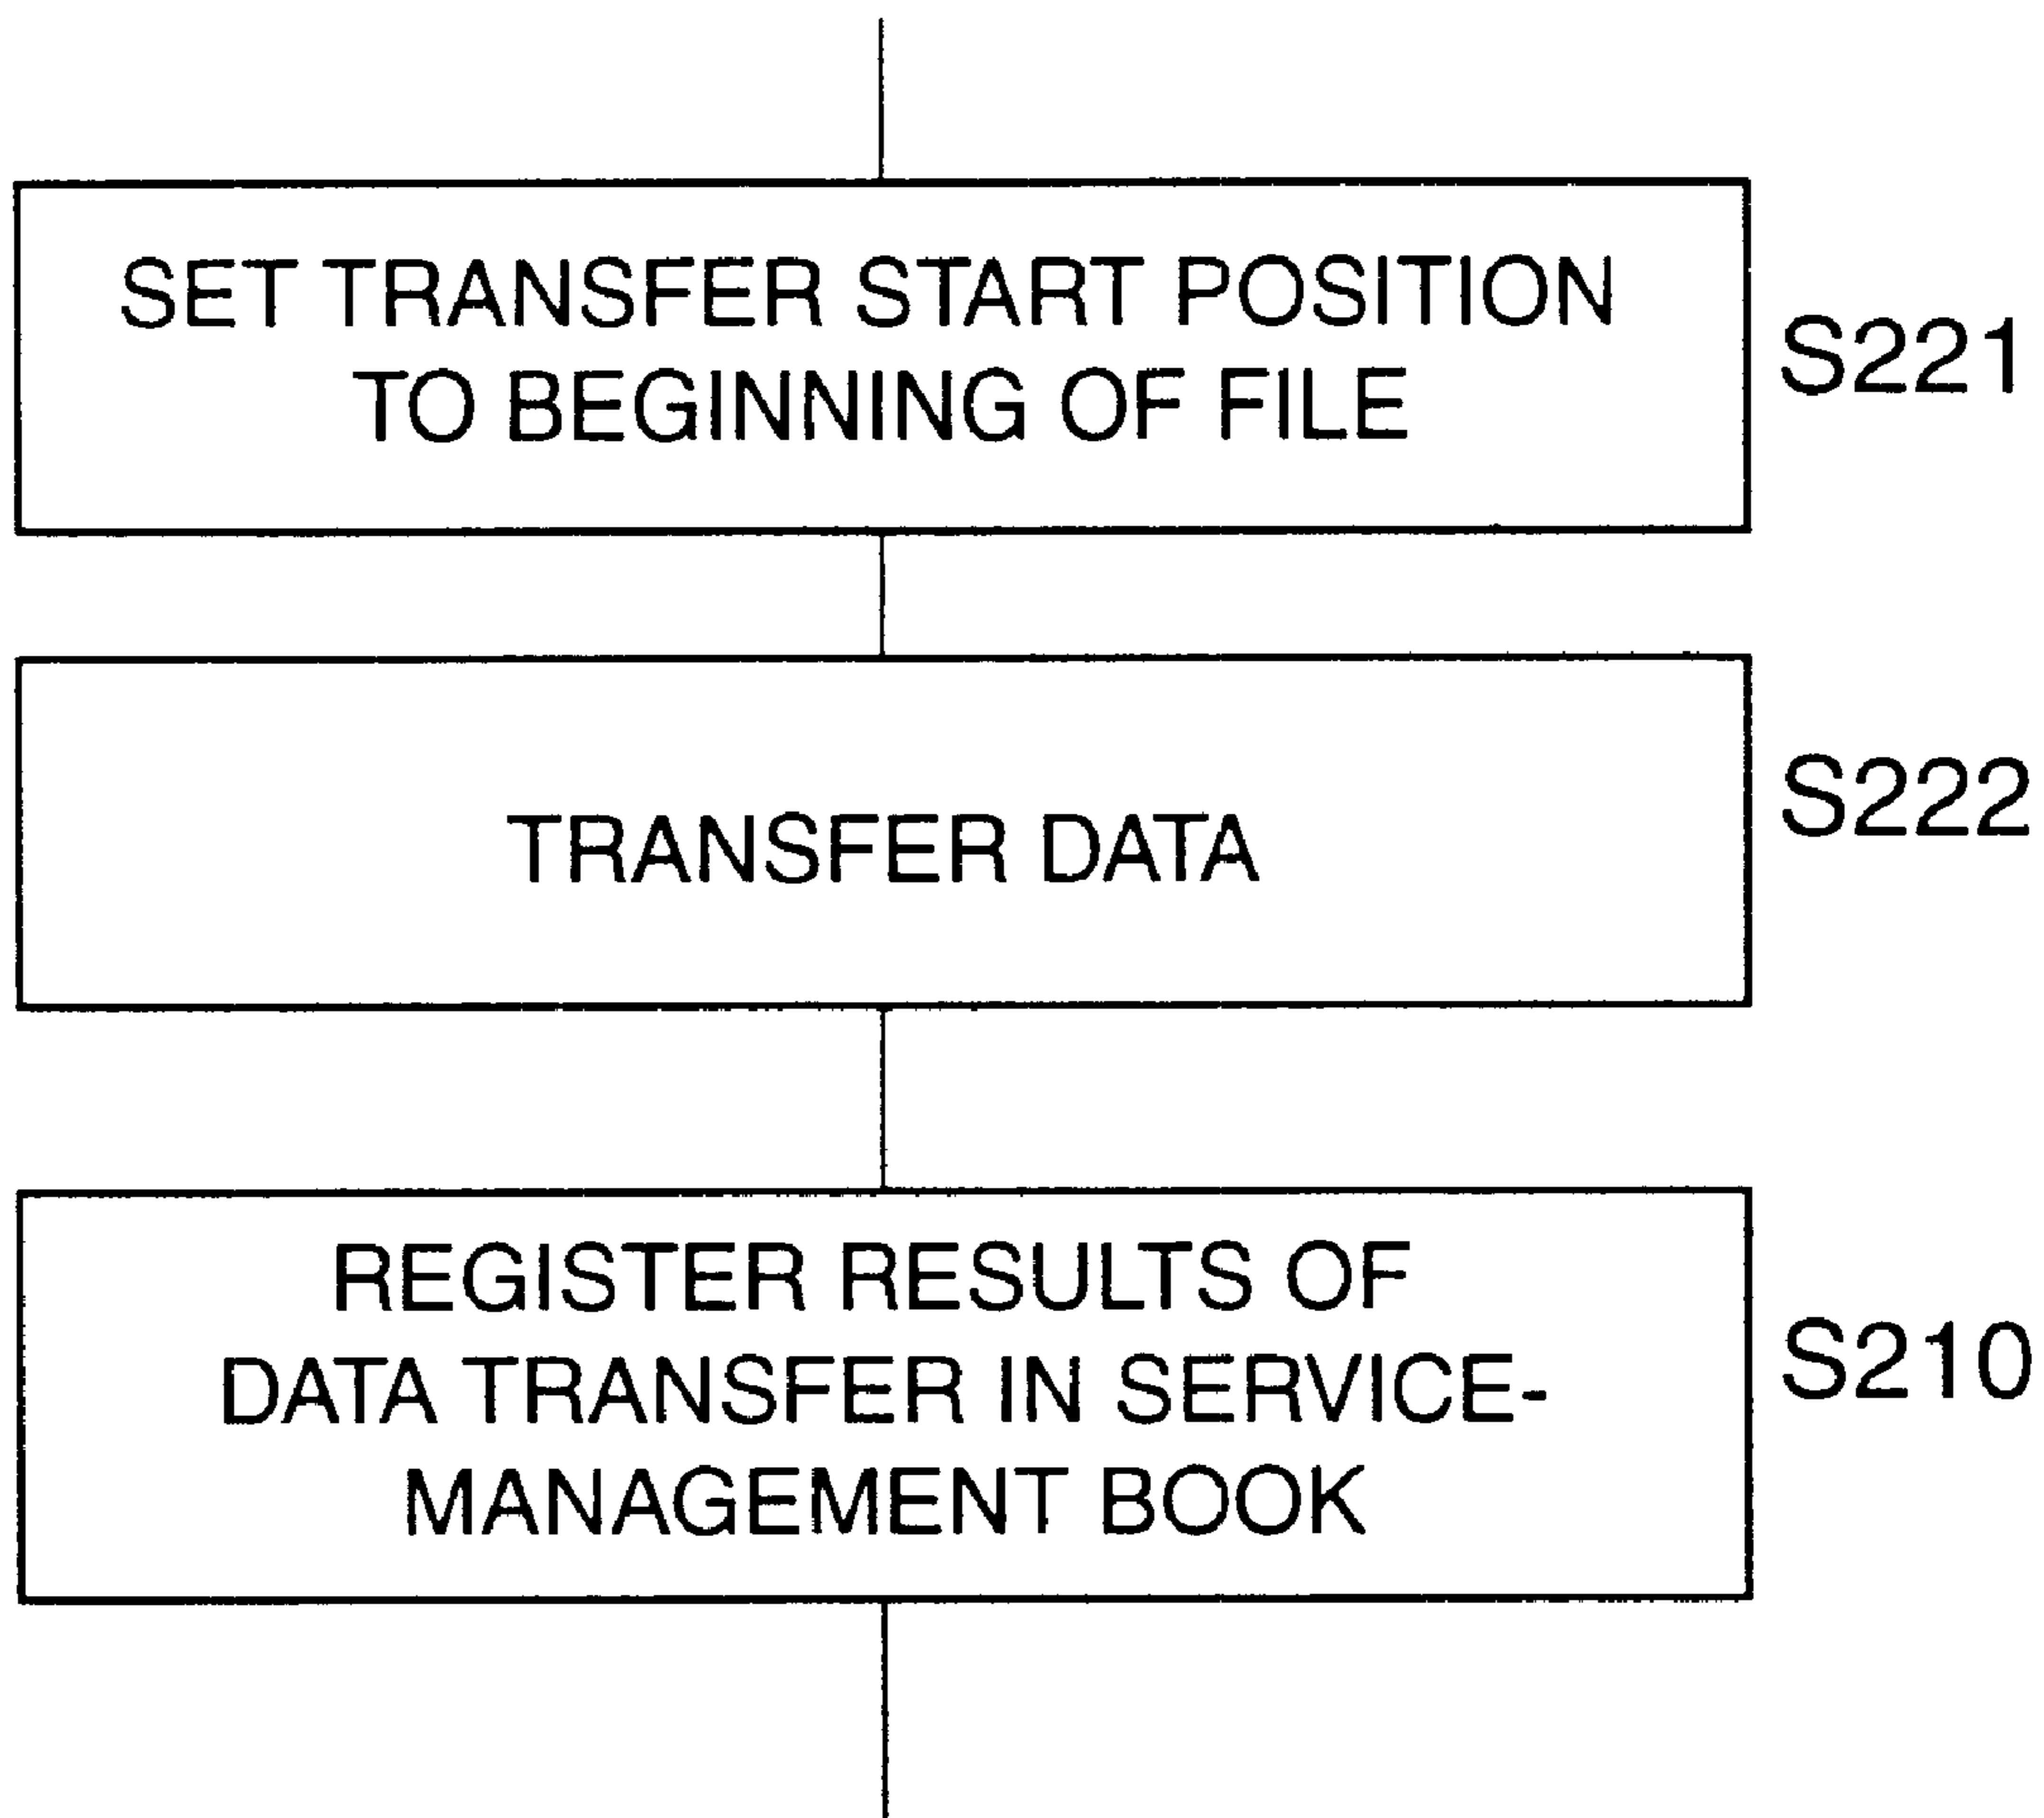 SET TRANSFER START POSITION
TO BEGINNING OF FILE
S221
TRANSFER DATA
S222
REGISTER RESULTS OF
DATA TRANSFER IN SERVICE-
MANAGEMENT BOOK
S210